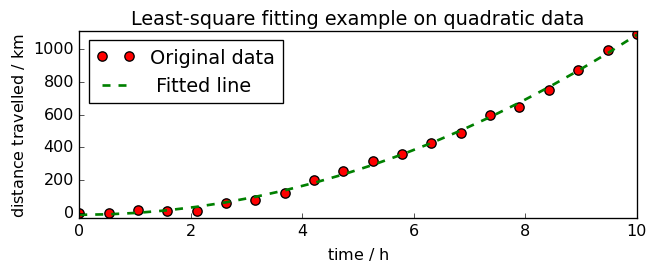 Least-square fitting example on quadratic data
distance travelled / km
1000
800
600
400
200
0
Original data
Fitted line
0 2 4 6 8 10
time / h